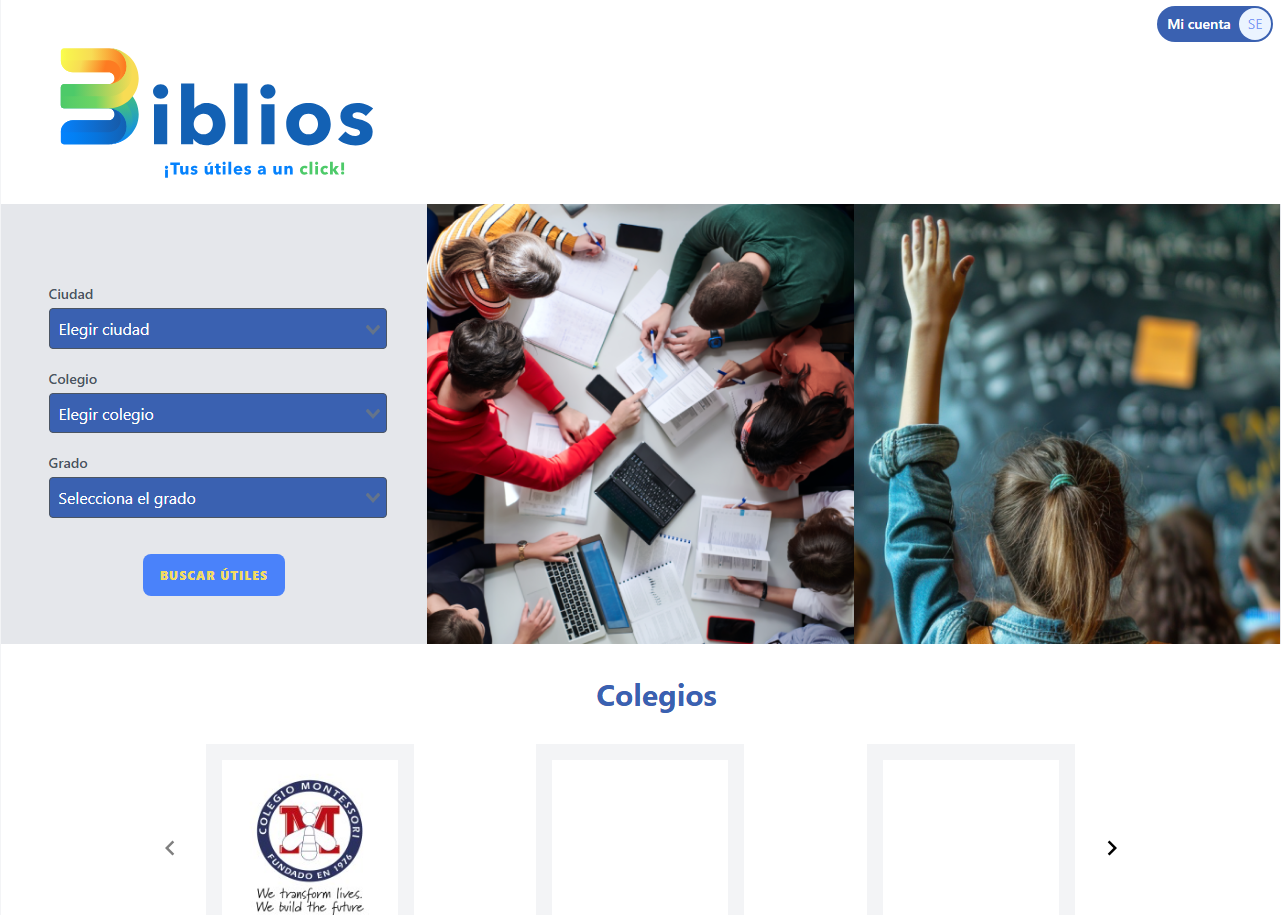 Mi cuenta SE
Biblios
¡Tus útiles a un click!
Ciudad
Elegir ciudad
Colegio
Elegir colegio
Grado
Selecciona el grado
BUSCAR ÚTILES
Colegios
COLEGIO MONTESSORI
M
FUNDADO EN 1976
We transform lives.
We build the future